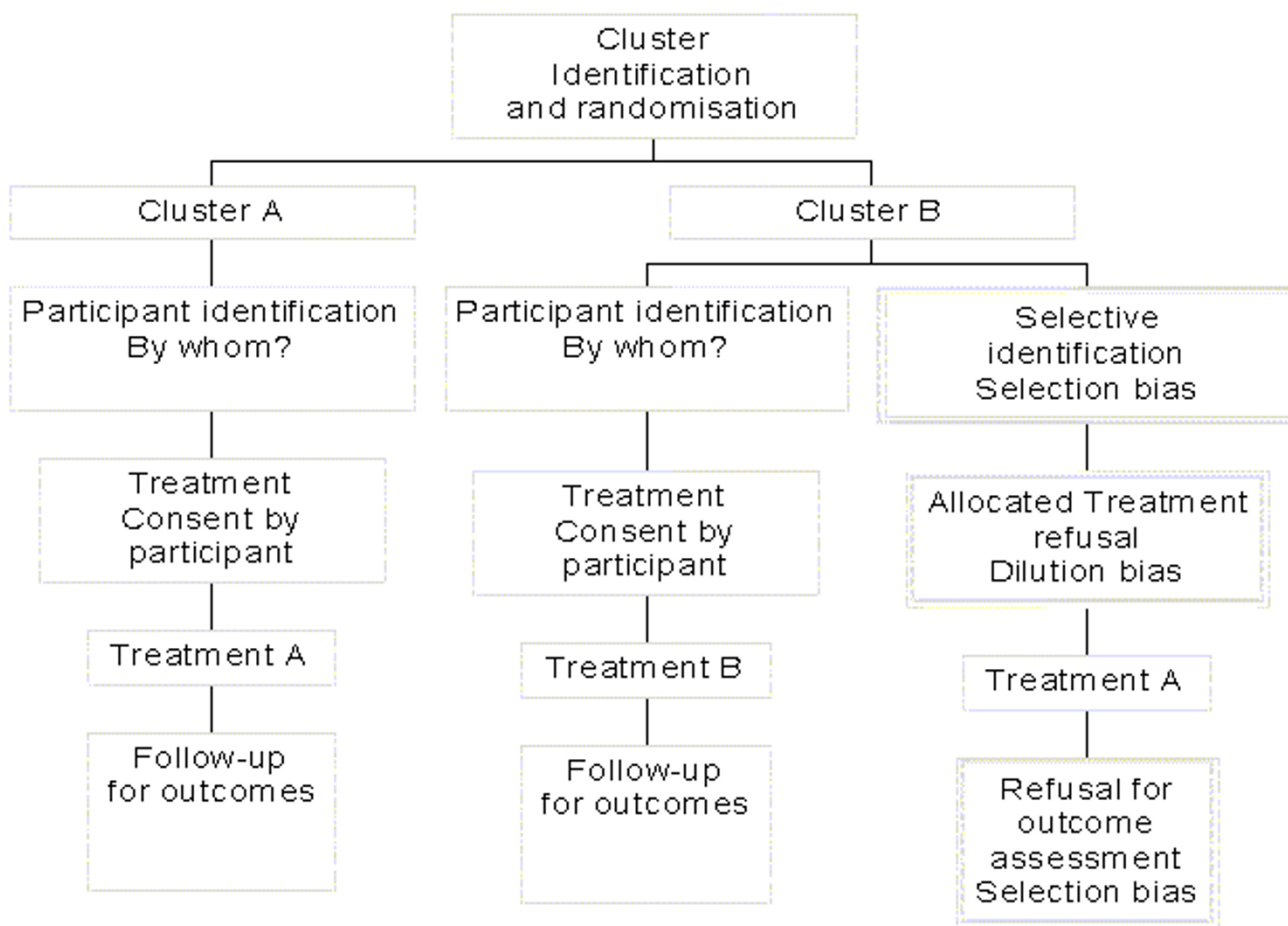 Cluster
Identification
and randomisation
Cluster A
Cluster B
Participant identification
By whom?
Participant identification
By whom?
Selective
identification
Selection bias
Treatment
Consent by
participant
Treatment
Consent by
participant
Allocated Treatment
refusal
Dilution bias
Treatment A
Treatment B
Treatment A
Follow-up
for outcomes
Follow-up
for outcomes
Refusal for
outcome
assessment
Selection bias